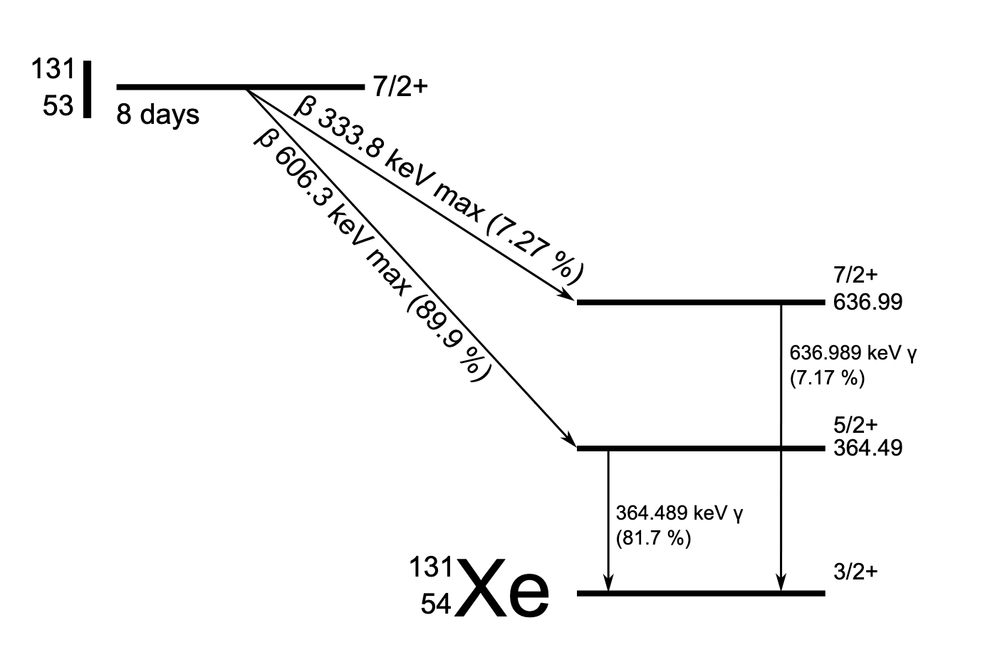 131
53 I
7/2+
8 days
β 333.8 keV max (7.27 %)
β 606.3 keV max (89.9 %)
7/2+
636.99
636.989 keV γ
(7.17 %)
5/2+
364.49
364.489 keV γ
(81.7 %)
131
54 Xe
3/2+